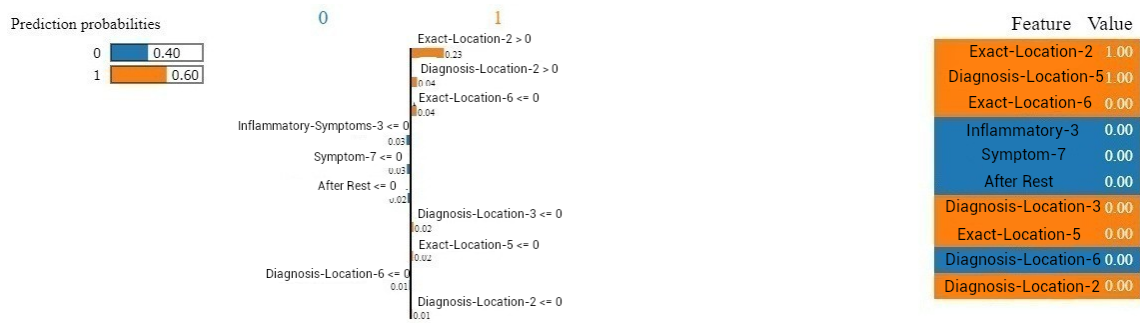 Prediction probabilities
0 0.40
1 0.60
0 1
Exact-Location-2 > 0
0.23
Diagnosis-Location-2 > 0
0.04
Exact-Location-6 <= 0
0.04
Inflammatory-Symptoms-3 <= 0
0.03
Symptom-7 <= 0
0.03
After Rest <= 0
0.02
Diagnosis-Location-3 <= 0
0.02
Exact-Location-5 <= 0
0.02
Diagnosis-Location-6 <= 0
0.01
Diagnosis-Location-2 <= 0
0.01
Feature Value
Exact-Location-2 1.00
Diagnosis-Location-5 1.00
Exact-Location-6 0.00
Inflammatory-3 0.00
Symptom-7 0.00
After Rest 0.00
Diagnosis-Location-3 0.00
Exact-Location-5 0.00
Diagnosis-Location-6 0.00
Diagnosis-Location-2 0.00